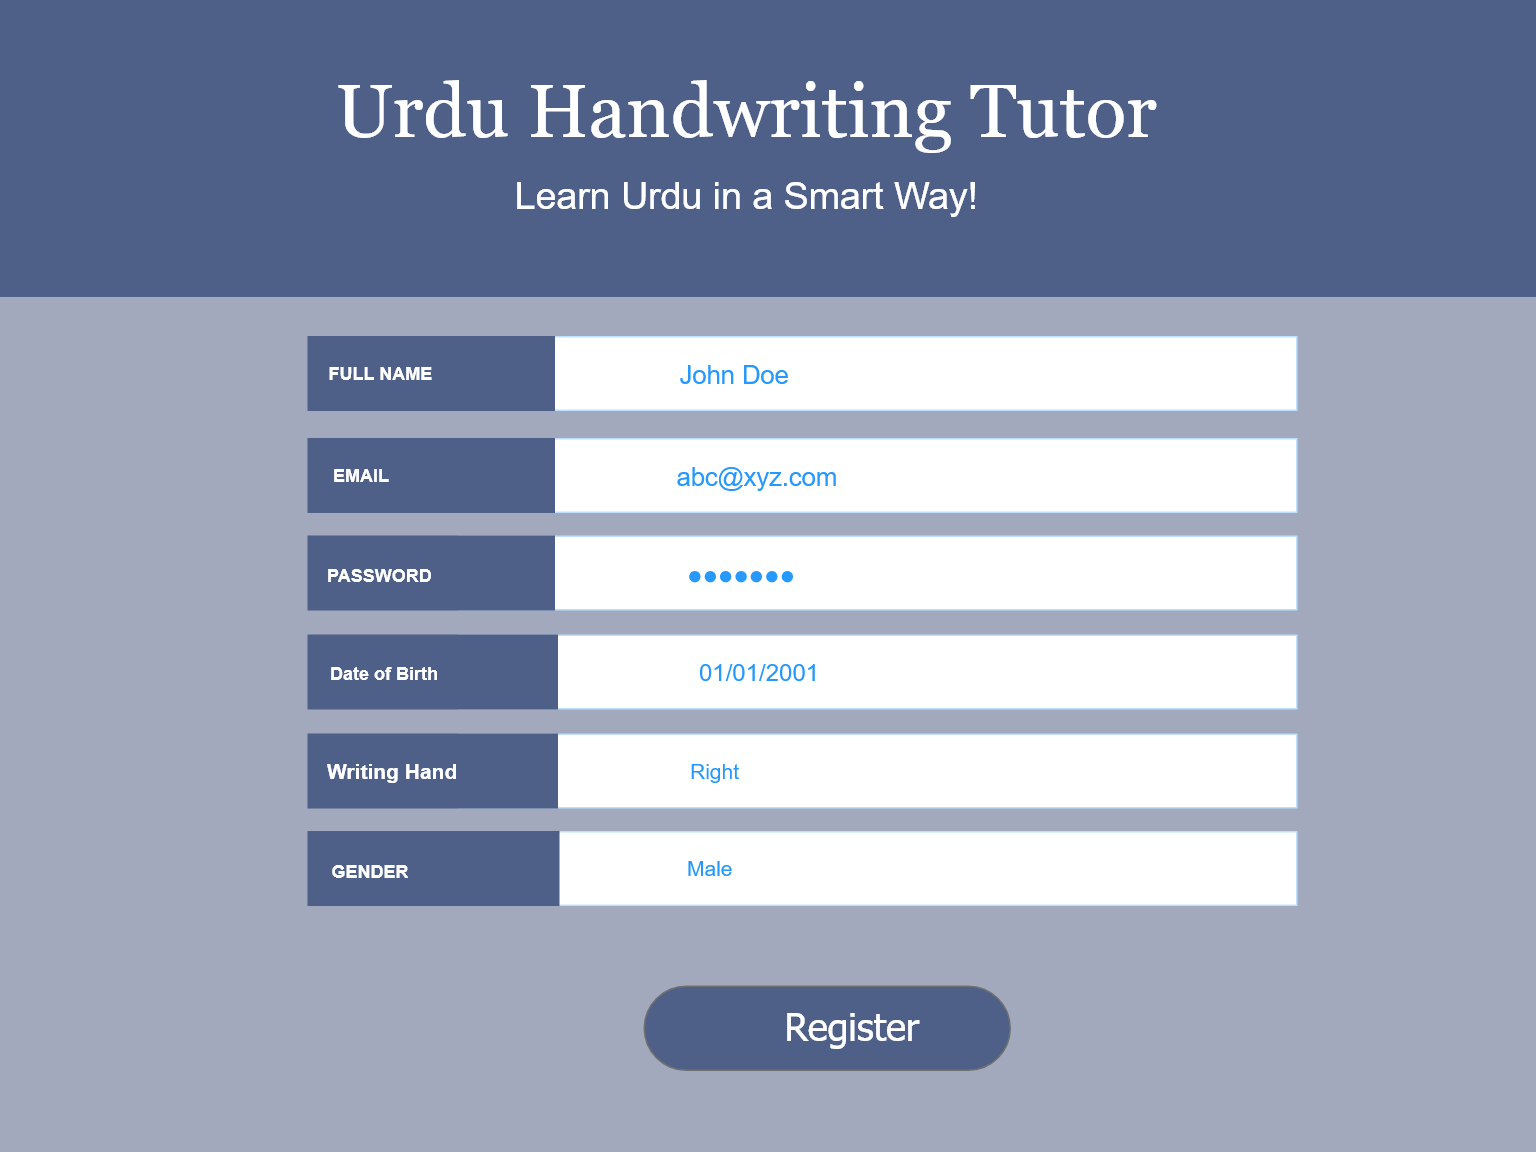 Urdu Handwriting Tutor
Learn Urdu in a Smart Way!
FULL NAME John Doe
EMAIL abc@xyz.com
PASSWORD •••••••
Date of Birth 01/01/2001
Writing Hand Right
GENDER Male
Register